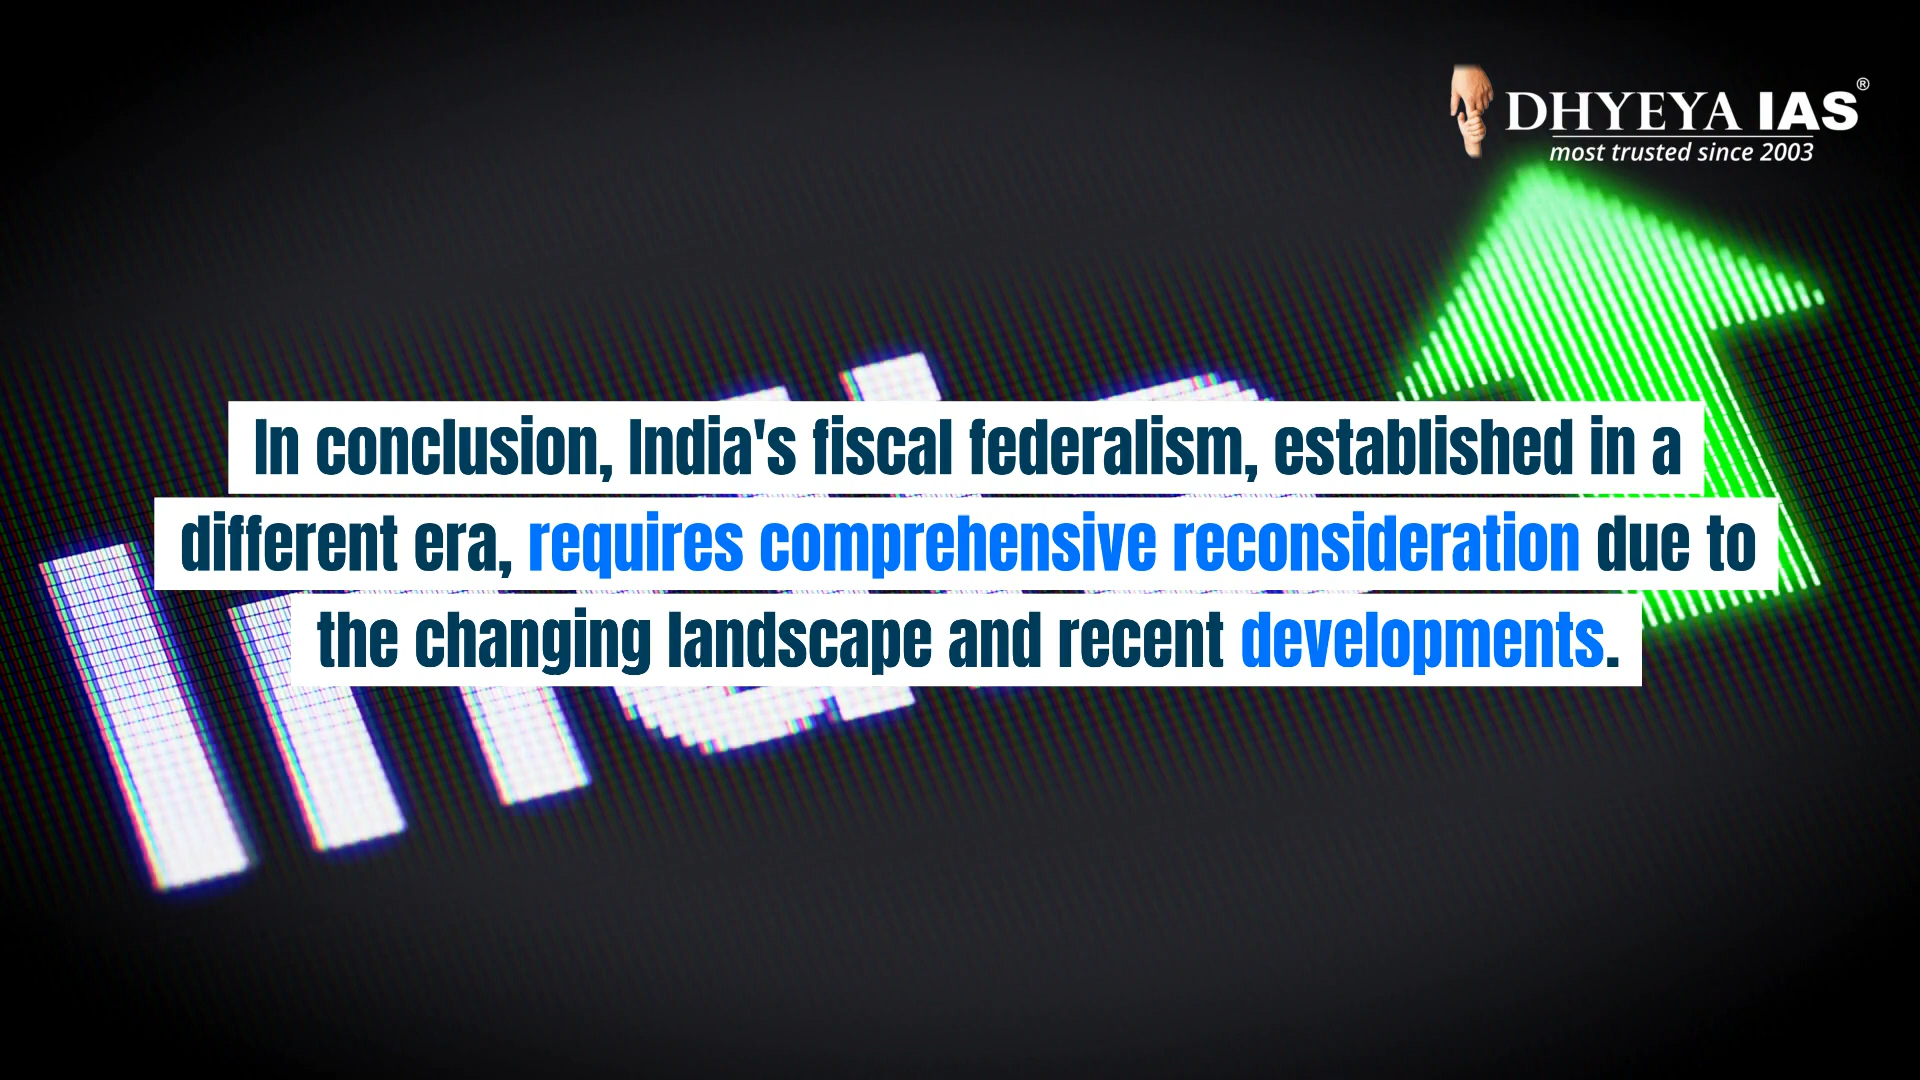 DHYEYA IAS®
most trusted since 2003
In conclusion, India's fiscal federalism, established in a
different era, requires comprehensive reconsideration due to
the changing landscape and recent developments.
India